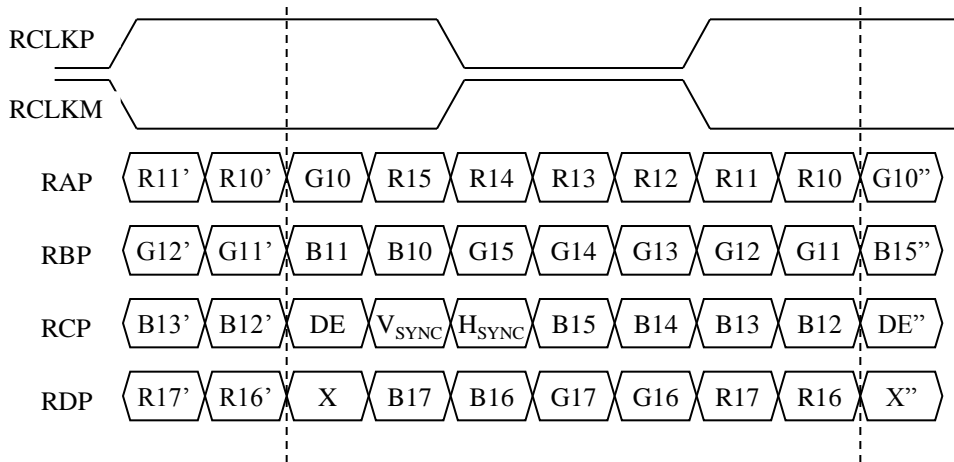 RCLKP
RCLKM
RAP R11’ R10’ G10 R15 R14 R13 R12 R11 R10 G10”
RBP G12’ G11’ B11 B10 G15 G14 G13 G12 G11 B15”
RCP B13’ B12’ DE VSYNC HSYNC B15 B14 B13 B12 DE”
RDP R17’ R16’ X B17 B16 G17 G16 R17 R16 X”